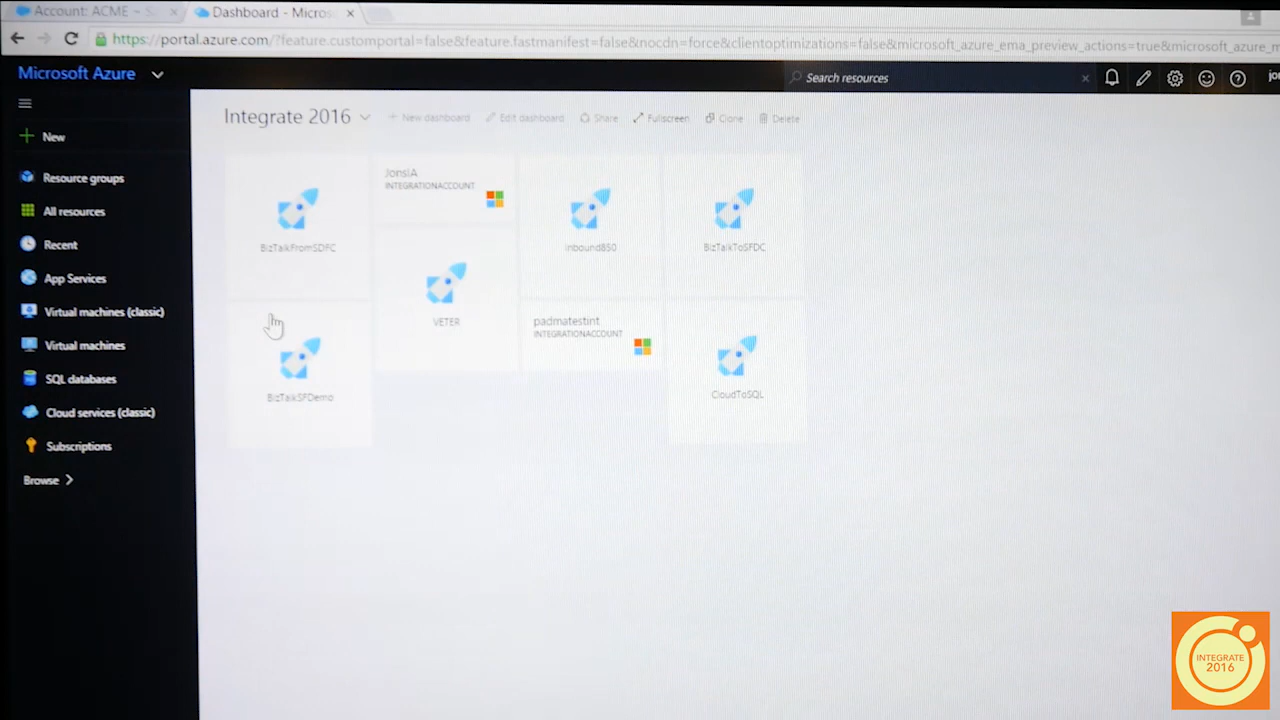 Account: ACME - S
Dashboard - Micros
https://portal.azure.com/?feature.customportal=false&feature.fastmanifest=false&nocdn=force&clientoptimizations=false&microsoft_azure_ema_preview_actions=true&microsoft_azure_m
Microsoft Azure
Search resources
New
Resource groups
All resources
Recent
App Services
Virtual machines (classic)
Virtual machines
SQL databases
Cloud services (classic)
Subscriptions
Browse
Integrate 2016
New dashboard
Edit dashboard
Share
Fullscreen
Clone
Delete
BizTalkFromSDFC
JonsIA
INTEGRATIONACCOUNT
inbound850
BizTalkToSFDC
VETER
padmatestint
INTEGRATIONACCOUNT
BizTalkSFDemo
CloudToSQL
INTEGRATE
2016